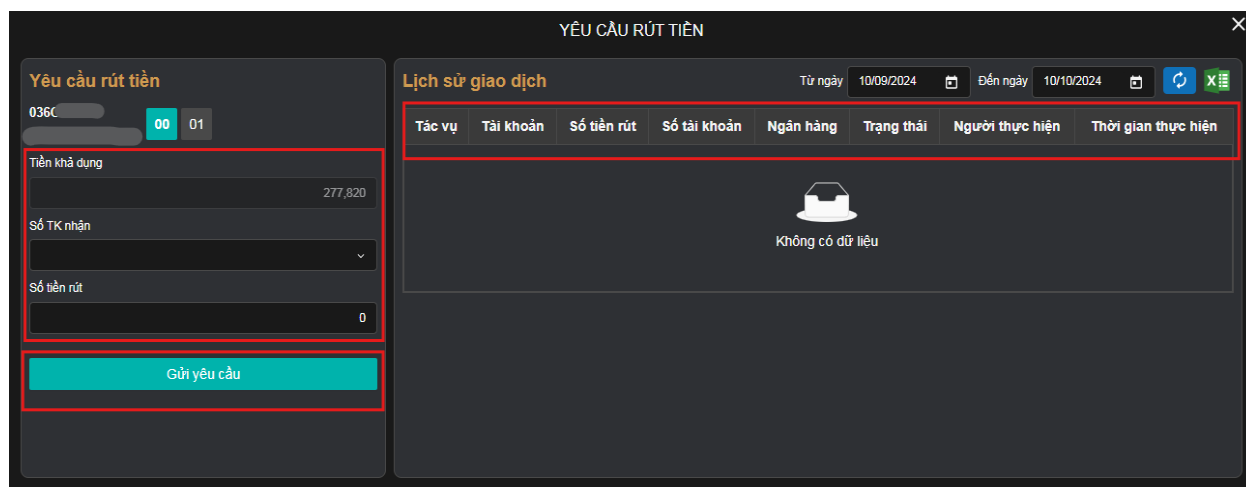 YÊU CẦU RÚT TIỀN
Yêu cầu rút tiền
036
00 01
Tiền khả dụng
277,820
Số TK nhận
Số tiền rút
0
Gửi yêu cầu
Lịch sử giao dịch
Từ ngày 10/09/2024 Đến ngày 10/10/2024
Tác vụ Tài khoản Số tiền rút Số tài khoản Ngân hàng Trạng thái Người thực hiện Thời gian thực hiện
Không có dữ liệu